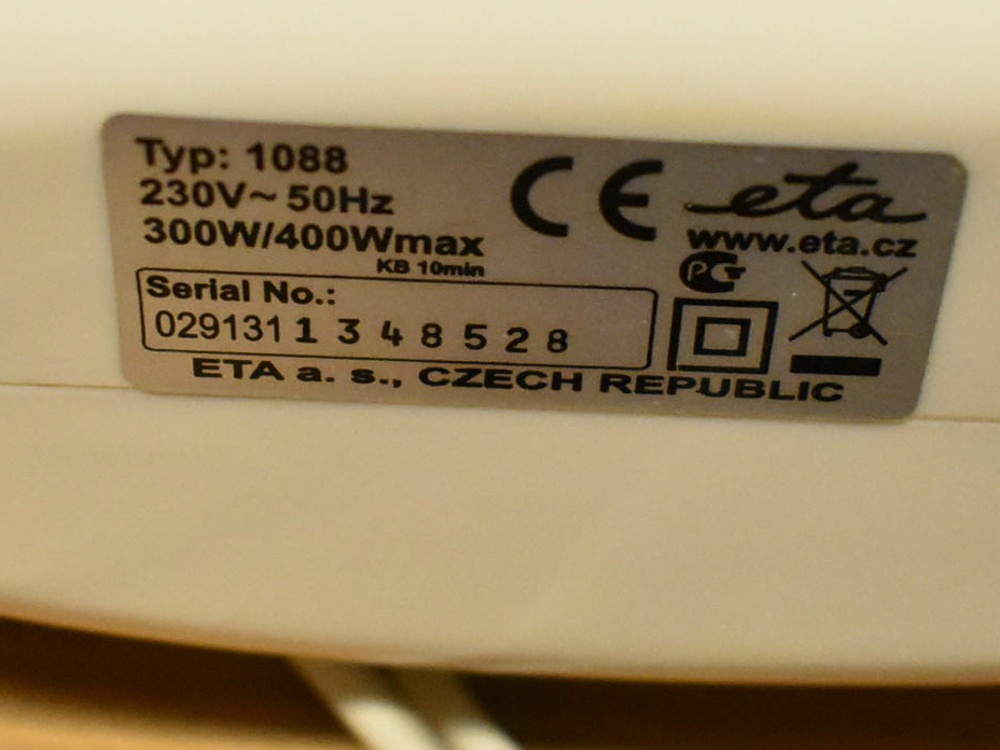 Typ: 1088
230V~ 50Hz
300W/400Wmax
KB 10min
CE
eta
www.eta.cz
PCT
Serial No.:
029131 1 3 4 8 5 2 8
ETA a. s., CZECH REPUBLIC